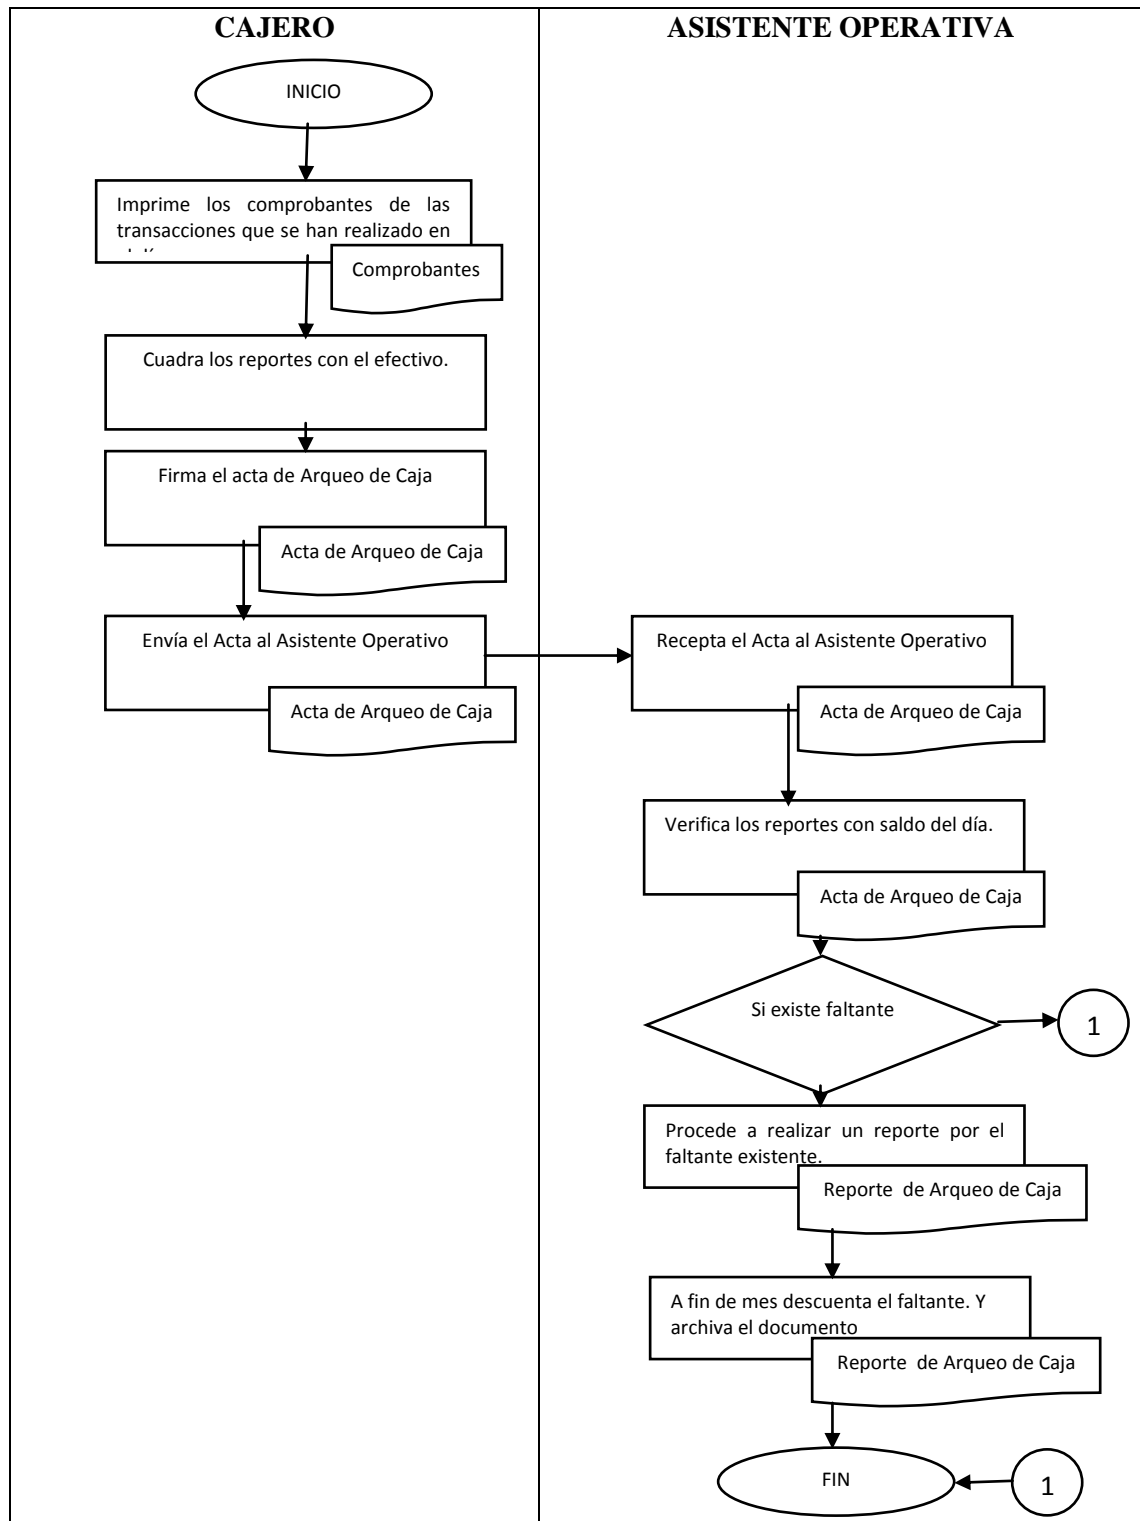 CAJERO
ASISTENTE OPERATIVA
INICIO
Imprime los comprobantes de las
transacciones que se han realizado en
Comprobantes
Cuadra los reportes con el efectivo.
Firma el acta de Arqueo de Caja
Acta de Arqueo de Caja
Envía el Acta al Asistente Operativo
Acta de Arqueo de Caja
Recepta el Acta al Asistente Operativo
Acta de Arqueo de Caja
Verifica los reportes con saldo del día.
Acta de Arqueo de Caja
Si existe faltante
1
Procede a realizar un reporte por el
faltante existente.
Reporte de Arqueo de Caja
A fin de mes descuenta el faltante. Y
archiva el documento
Reporte de Arqueo de Caja
FIN
1